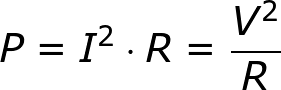 P = I² · R = V²/R